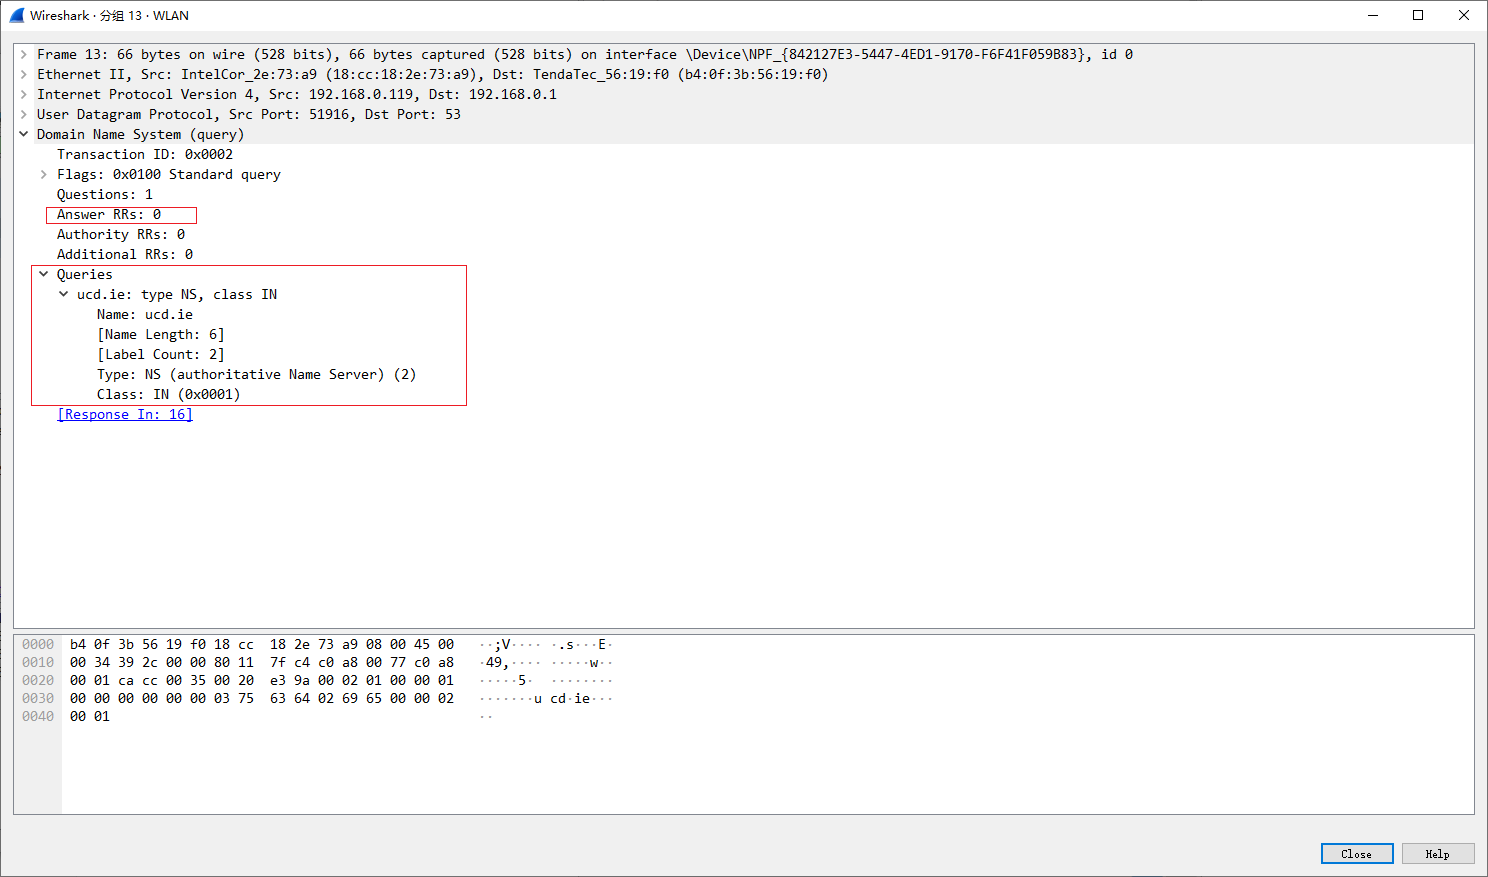 Wireshark · 分组 13 · WLAN
Frame 13: 66 bytes on wire (528 bits), 66 bytes captured (528 bits) on interface \Device\NPF_{842127E3-5447-4ED1-9170-F6F41F059B83}, id 0
Ethernet II, Src: IntelCor_2e:73:a9 (18:cc:18:2e:73:a9), Dst: TendaTec_56:19:f0 (b4:0f:3b:56:19:f0)
Internet Protocol Version 4, Src: 192.168.0.119, Dst: 192.168.0.1
User Datagram Protocol, Src Port: 51916, Dst Port: 53
Domain Name System (query)
Transaction ID: 0x0002
Flags: 0x0100 Standard query
Questions: 1
Answer RRs: 0
Authority RRs: 0
Additional RRs: 0
Queries
ucd.ie: type NS, class IN
Name: ucd.ie
[Name Length: 6]
[Label Count: 2]
Type: NS (authoritative Name Server) (2)
Class: IN (0x0001)
[Response In: 16]
0000 b4 0f 3b 56 19 f0 18 cc 18 2e 73 a9 08 00 45 00 ··;V···· ·.s···E·
0010 00 34 39 2c 00 00 80 11 7f c4 c0 a8 00 77 c0 a8 ·49,···· ·····w··
0020 00 01 ca cc 00 35 00 20 e3 9a 00 02 01 00 00 01 ·····5· ········
0030 00 00 00 00 00 00 03 75 63 64 02 69 65 00 00 02 ·······u cd·ie···
0040 00 01 ··
Close
Help